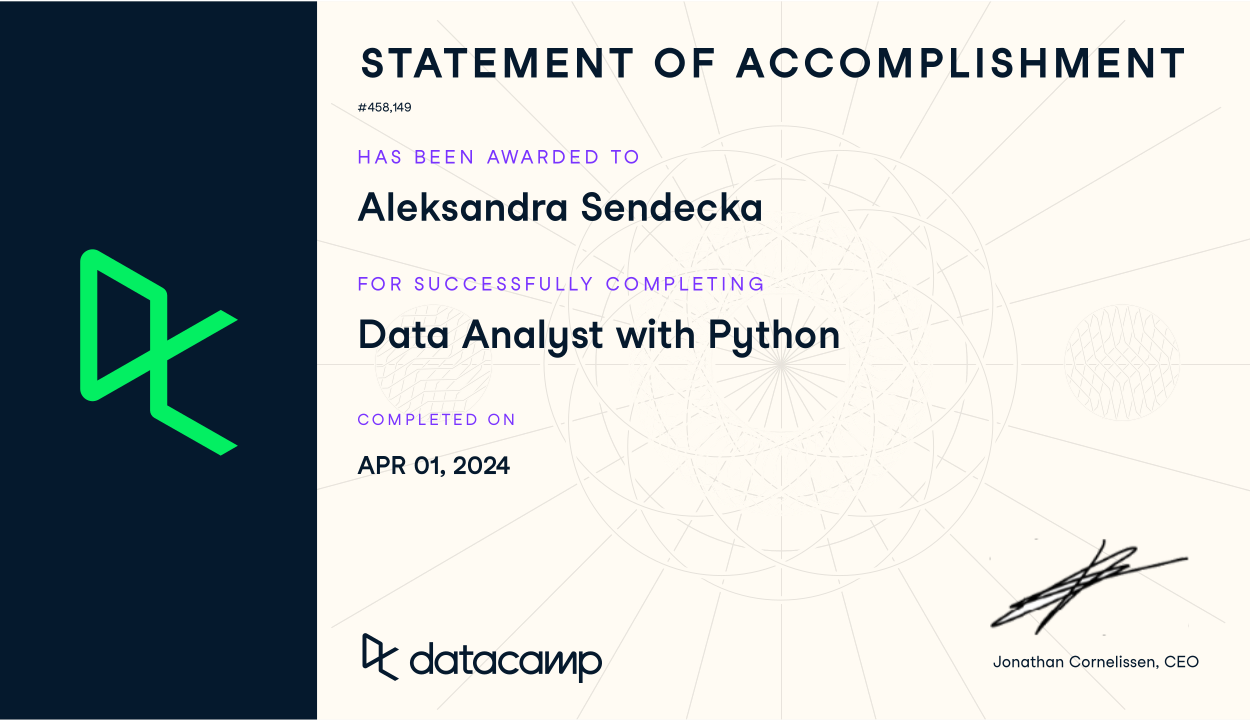 STATEMENT OF ACCOMPLISHMENT
#458,149
HAS BEEN AWARDED TO
Aleksandra Sendecka
FOR SUCCESSFULLY COMPLETING
Data Analyst with Python
COMPLETED ON
APR 01, 2024
datacamp
Jonathan Cornelissen, CEO